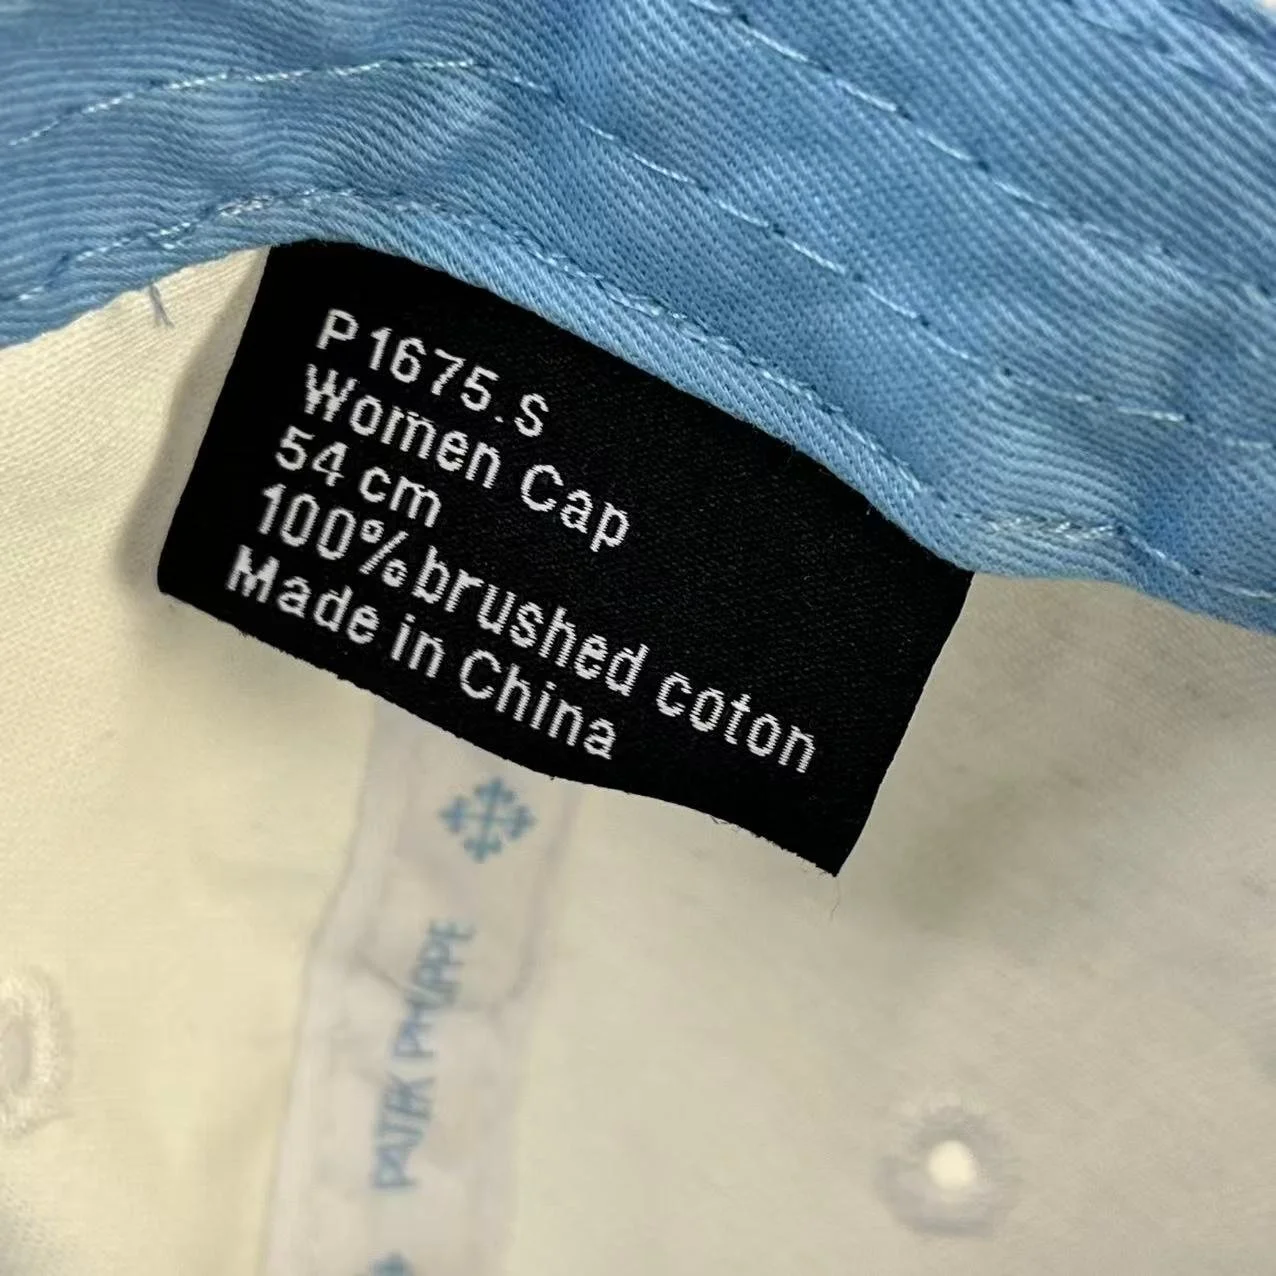 P1675.S
Women Cap
54 cm
100% brushed coton
Made in China
PATEK PHILIPPE